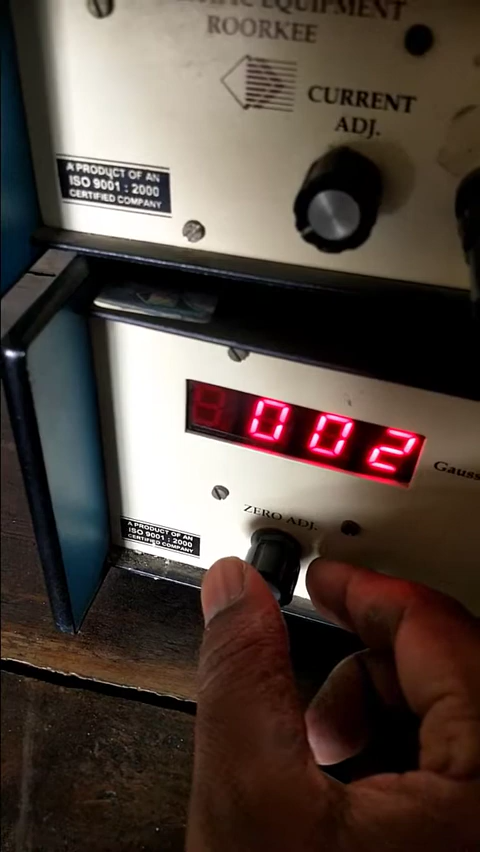 EQUIPMENT
ROORKEE
CURRENT
ADJ.
A PRODUCT OF AN
ISO 9001 : 2000
CERTIFIED COMPANY
002
Gauss
ZERO ADJ.
A PRODUCT OF AN
ISO 9001 : 2000
CERTIFIED COMPANY